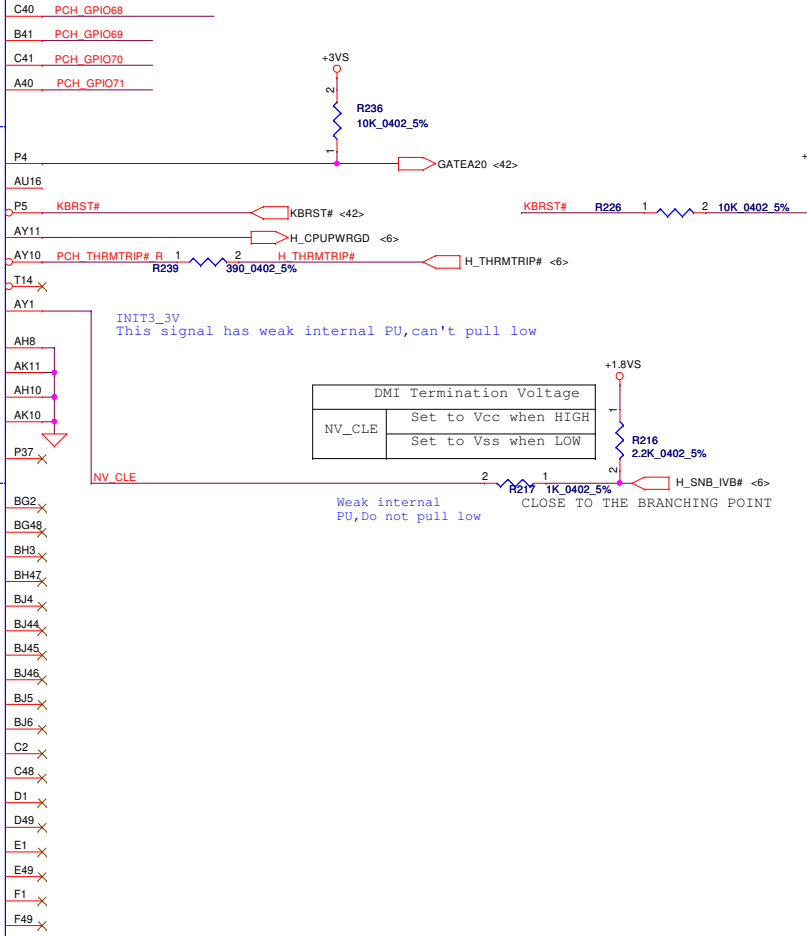 C40 PCH_GPIO68
B41 PCH_GPIO69
C41 PCH_GPIO70
A40 PCH_GPIO71
+3VS
2
R236
10K_0402_5%
1
P4
GATEA20 <42>
+
AU16
P5 KBRST#
KBRST# <42>
KBRST# R226 1 2 10K_0402_5%
AY11
H_CPUPWRGD <6>
AY10 PCH_THRMTRIP#_R 1 2 H_THRMTRIP#
R239 390_0402_5%
H_THRMTRIP# <6>
T14
AY1
INIT3_3V
This signal has weak internal PU,can't pull low
AH8
AK11
AH10
AK10
P37
+1.8VS
DMI Termination Voltage
NV_CLE
Set to Vcc when HIGH
Set to Vss when LOW
1
R216
2.2K_0402_5%
2
NV_CLE
2 1
R217 1K_0402_5%
H_SNB_IVB# <6>
Weak internal
PU,Do not pull low
CLOSE TO THE BRANCHING POINT
BG2
BG48
BH3
BH47
BJ4
BJ44
BJ45
BJ46
BJ5
BJ6
C2
C48
D1
D49
E1
E49
F1
F49